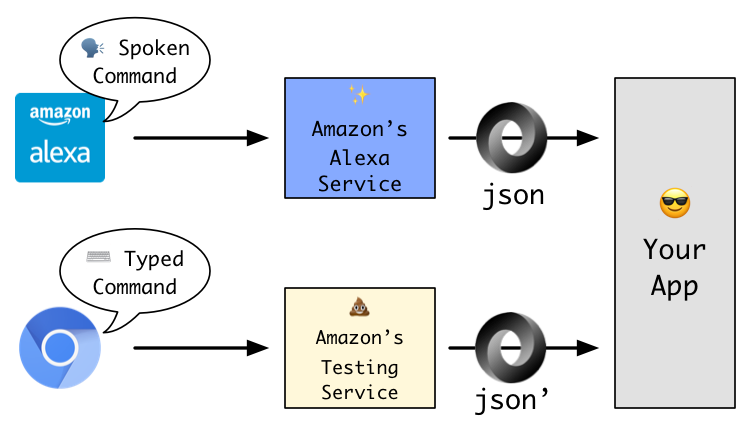 🗣 Spoken
Command
amazon
alexa
✨
Amazon’s
Alexa
Service
json
😎
Your
App
⌨ Typed
Command
💩
Amazon’s
Testing
Service
json’